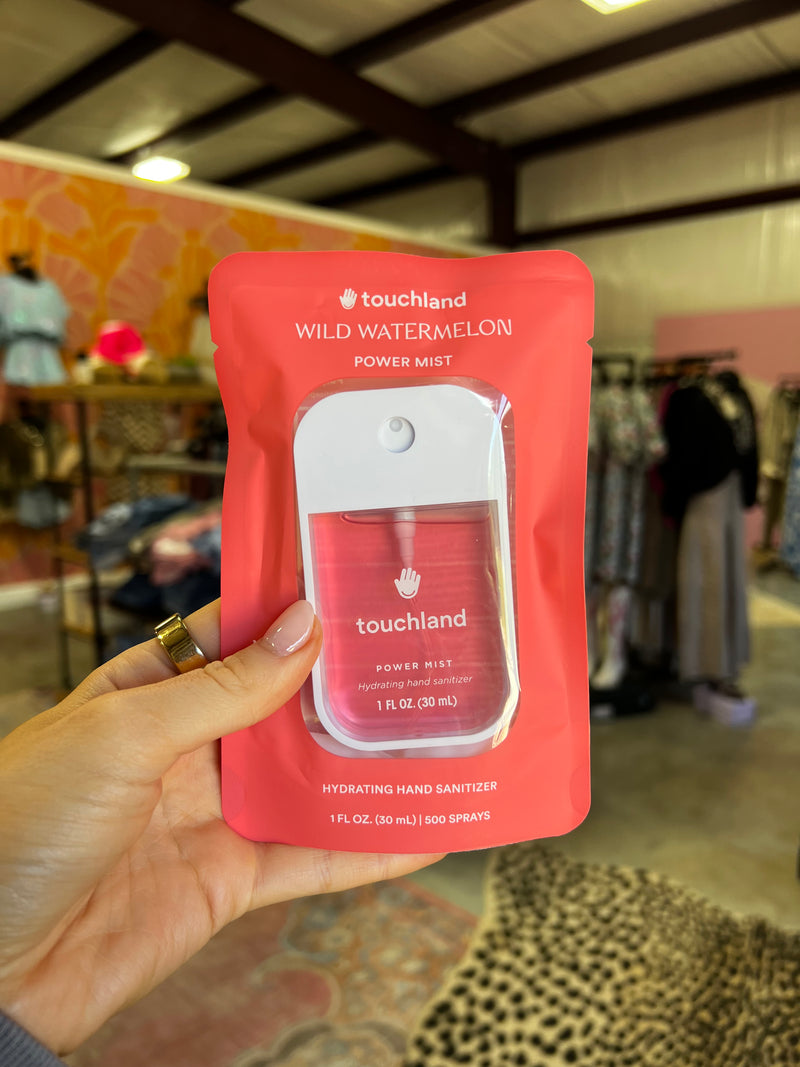 touchland
WILD WATERMELON
POWER MIST
touchland
POWER MIST
Hydrating hand sanitizer
1 FL OZ. (30 mL)
HYDRATING HAND SANITIZER
1 FL OZ. (30 mL) | 500 SPRAYS